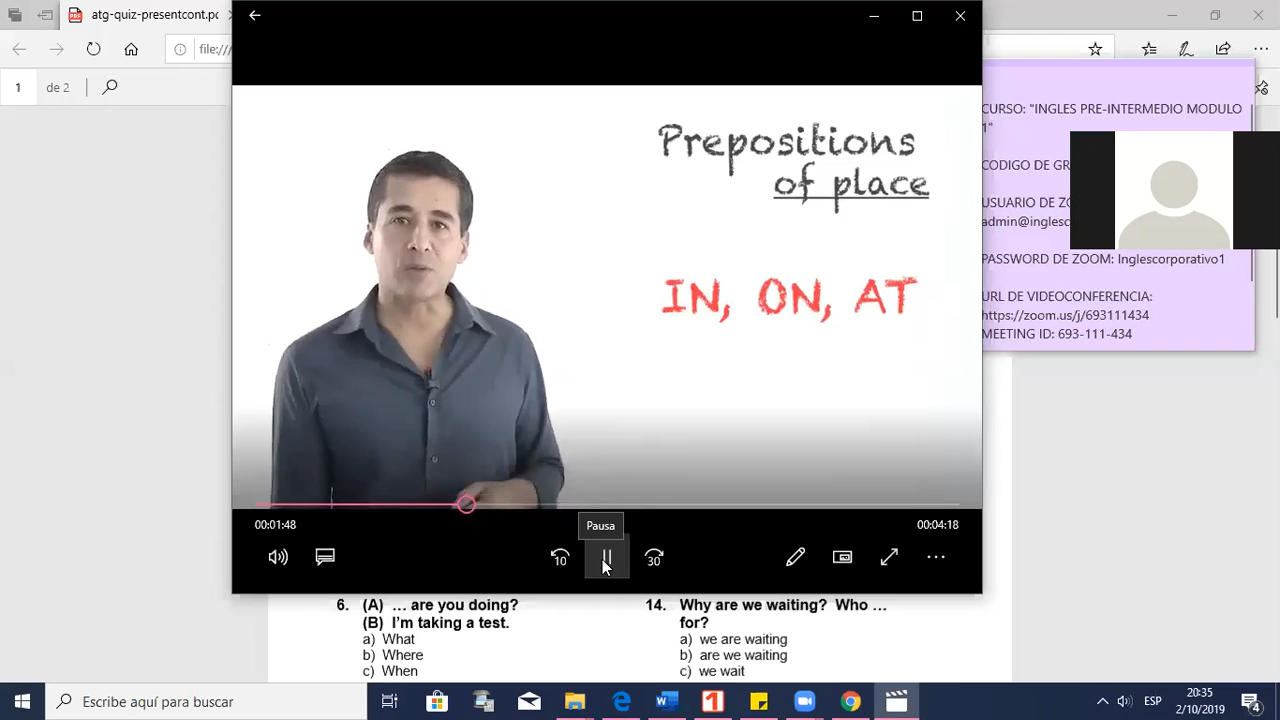 atg-quiz-presentcont.pc
file://
1
de 2
Prepositions
of place
IN, ON, AT
00:01:48
Pausa
00:04:18
10
30
CURSO: "INGLES PRE-INTERMEDIO MODULO
1"
CODIGO DE GR
USUARIO DE ZO
admin@inglesc
PASSWORD DE ZOOM: Inglescorporativo1
URL DE VIDEOCONFERENCIA:
https://zoom.us/j/693111434
MEETING ID: 693-111-434
6. (A) … are you doing?
(B) I'm taking a test.
a) What
b) Where
c) When
14. Why are we waiting? Who …
for?
a) we are waiting
b) are we waiting
c) we wait
Escribe aquí para buscar
ESP
20:35
2/10/2019
4